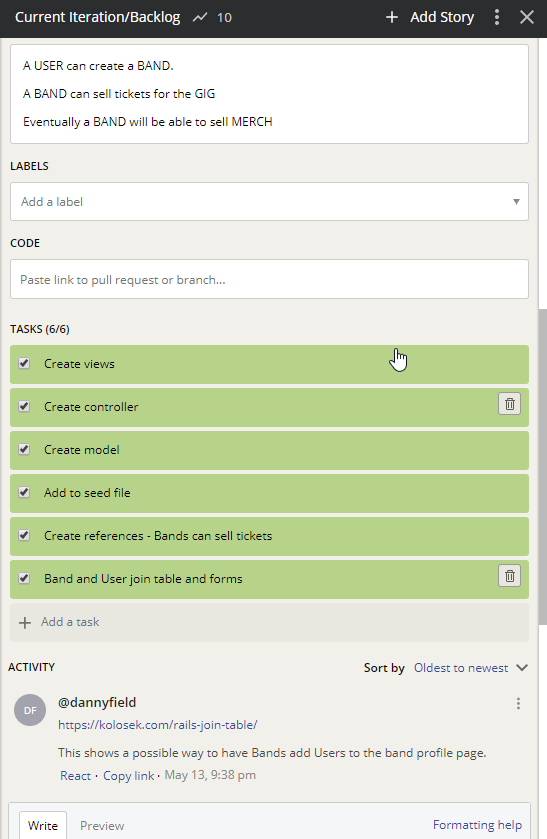 Current Iteration/Backlog 10 + Add Story
A USER can create a BAND.
A BAND can sell tickets for the GIG
Eventually a BAND will be able to sell MERCH
LABELS
Add a label
CODE
Paste link to pull request or branch...
TASKS (6/6)
Create views
Create controller
Create model
Add to seed file
Create references - Bands can sell tickets
Band and User join table and forms
+ Add a task
ACTIVITY Sort by Oldest to newest
DF @dannyfield
https://kolosek.com/rails-join-table/
This shows a possible way to have Bands add Users to the band profile page.
React · Copy link · May 13, 9:38 pm
Write Preview Formatting help